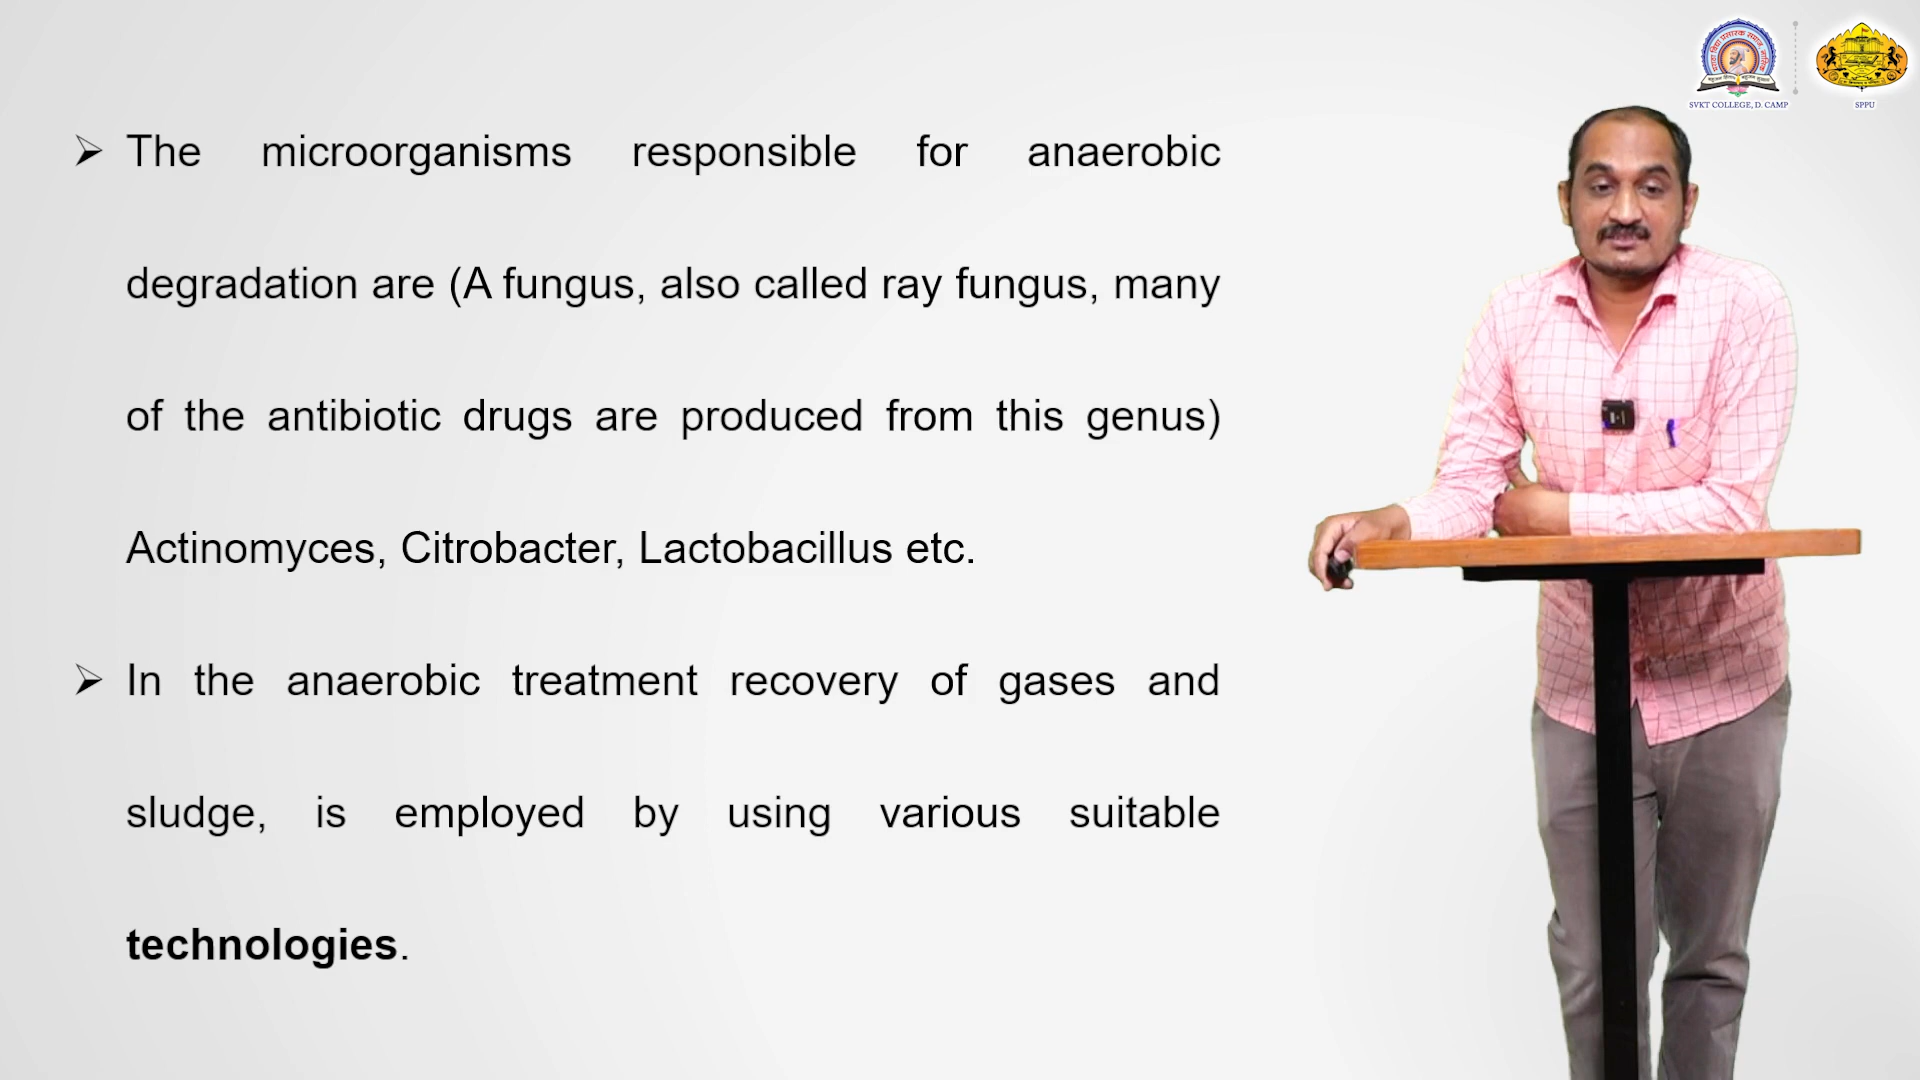 SVKT COLLEGE, D. CAMP
SPPU
➢ The microorganisms responsible for anaerobic
degradation are (A fungus, also called ray fungus, many
of the antibiotic drugs are produced from this genus)
Actinomyces, Citrobacter, Lactobacillus etc.
➢ In the anaerobic treatment recovery of gases and
sludge, is employed by using various suitable
technologies.